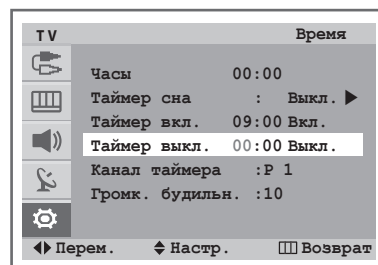 TV Время
Часы 00:00
Таймер сна : Выкл.
Таймер вкл. 09:00 Вкл.
Таймер выкл. 00:00 Выкл.
Канал таймера :P 1
Громк. будильн. :10
Перем. Настр. Возврат